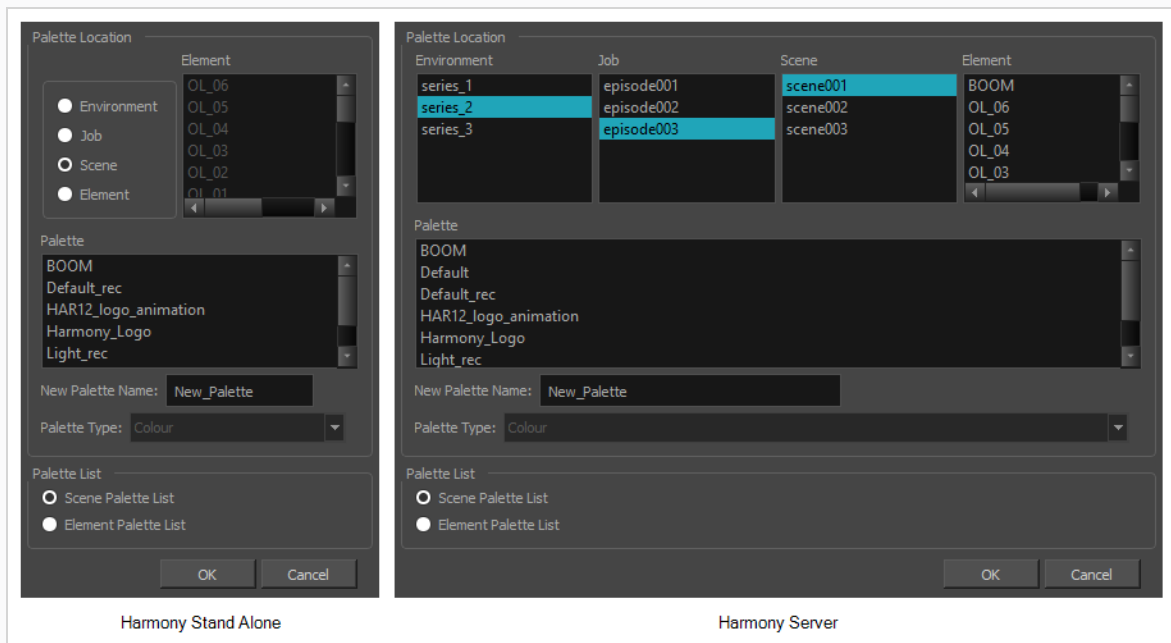 Palette Location
Element
OL_06
OL_05
OL_04
OL_03
OL_02
OL_01
Environment
Job
Scene
Element
Palette
BOOM
Default_rec
HAR12_logo_animation
Harmony_Logo
Light_rec
New Palette Name: New_Palette
Palette Type: Colour
Palette List
Scene Palette List
Element Palette List
OK Cancel
Harmony Stand Alone
Palette Location
Environment Job Scene Element
series_1 episode001 scene001 BOOM
series_2 episode002 scene002 OL_06
series_3 episode003 scene003 OL_05
OL_04
OL_03
Palette
BOOM
Default
Default_rec
HAR12_logo_animation
Harmony_Logo
Light_rec
New Palette Name: New_Palette
Palette Type: Colour
Palette List
Scene Palette List
Element Palette List
OK Cancel
Harmony Server